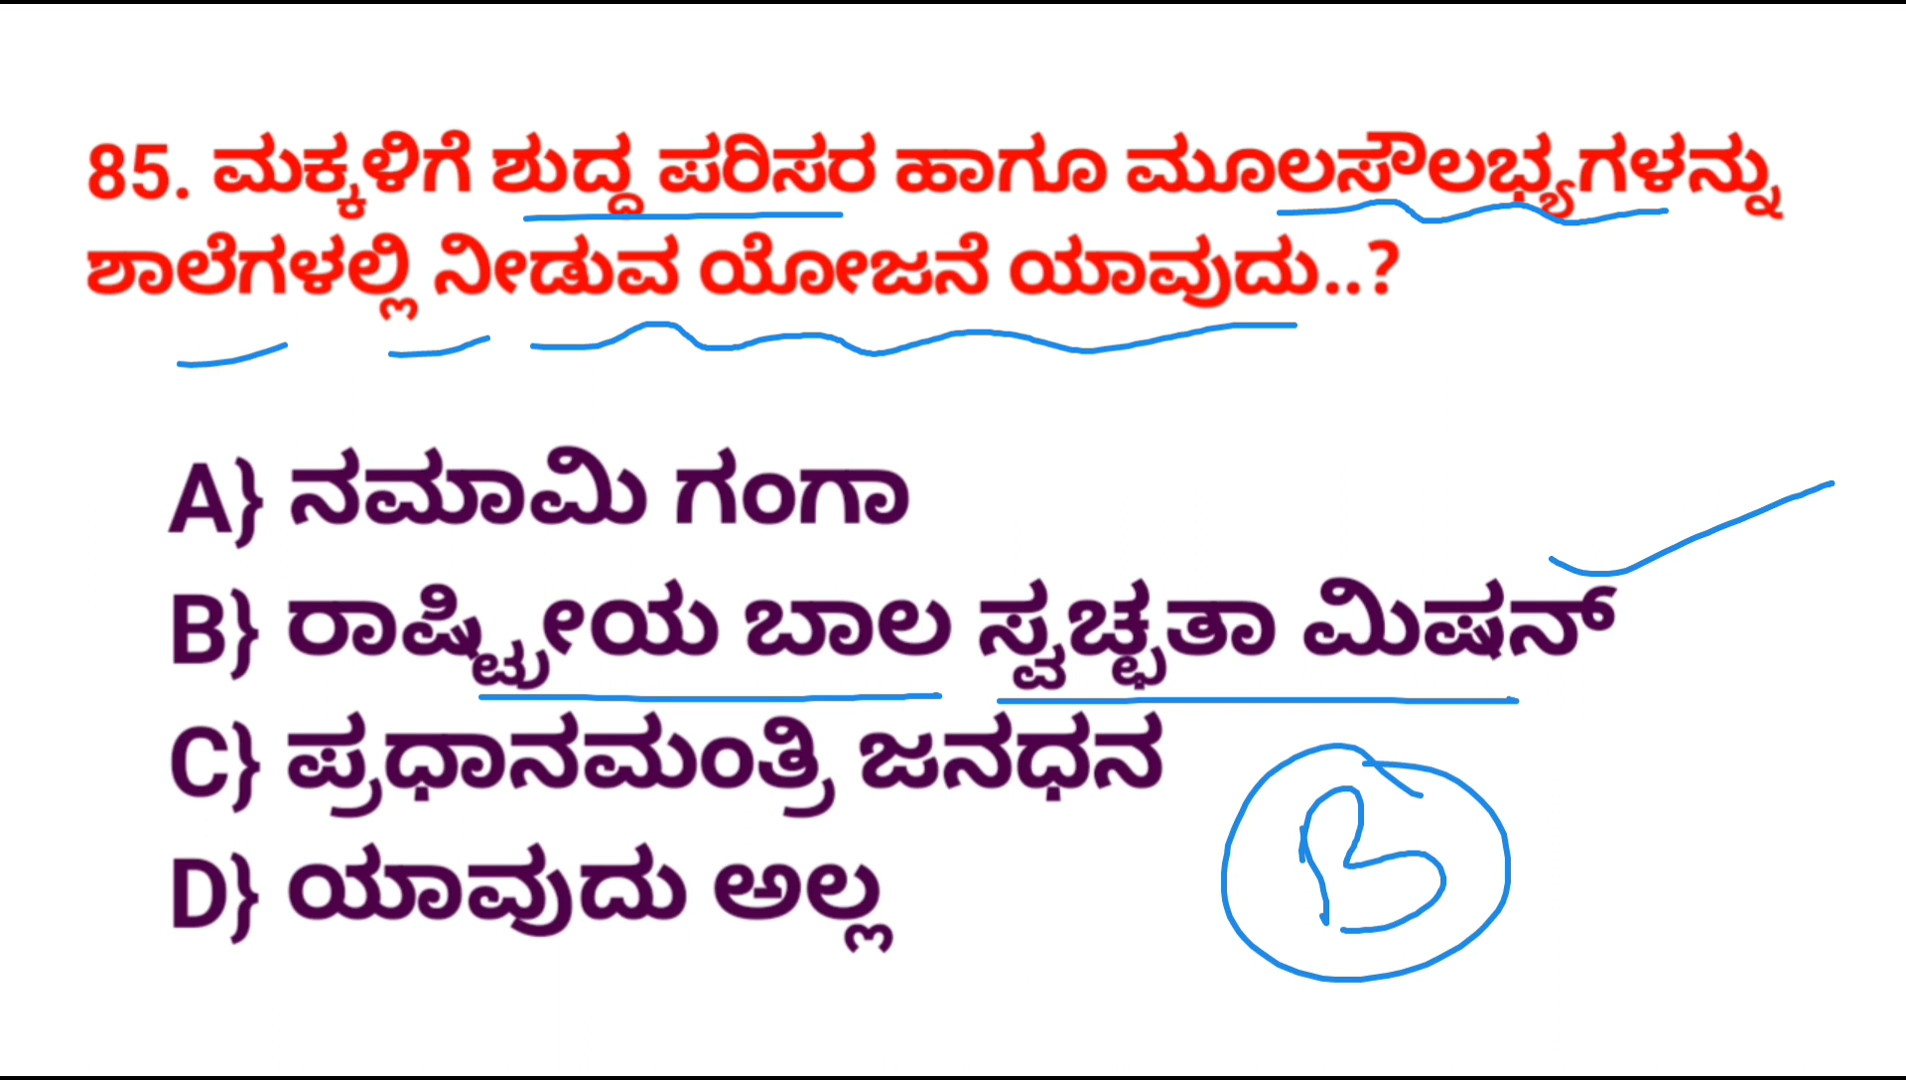 85. ಮಕ್ಕಳಿಗೆ ಶುದ್ದ ಪರಿಸರ ಹಾಗೂ ಮೂಲಸೌಲಭ್ಯಗಳನ್ನು
ಶಾಲೆಗಳಲ್ಲಿ ನೀಡುವ ಯೋಜನೆ ಯಾವುದು..?
A} ನಮಾಮಿ ಗಂಗಾ
B} ರಾಷ್ಟ್ರೀಯ ಬಾಲ ಸ್ವಚ್ಛತಾ ಮಿಷನ್
C} ಪ್ರಧಾನಮಂತ್ರಿ ಜನಧನ
D} ಯಾವುದು ಅಲ್ಲ
B